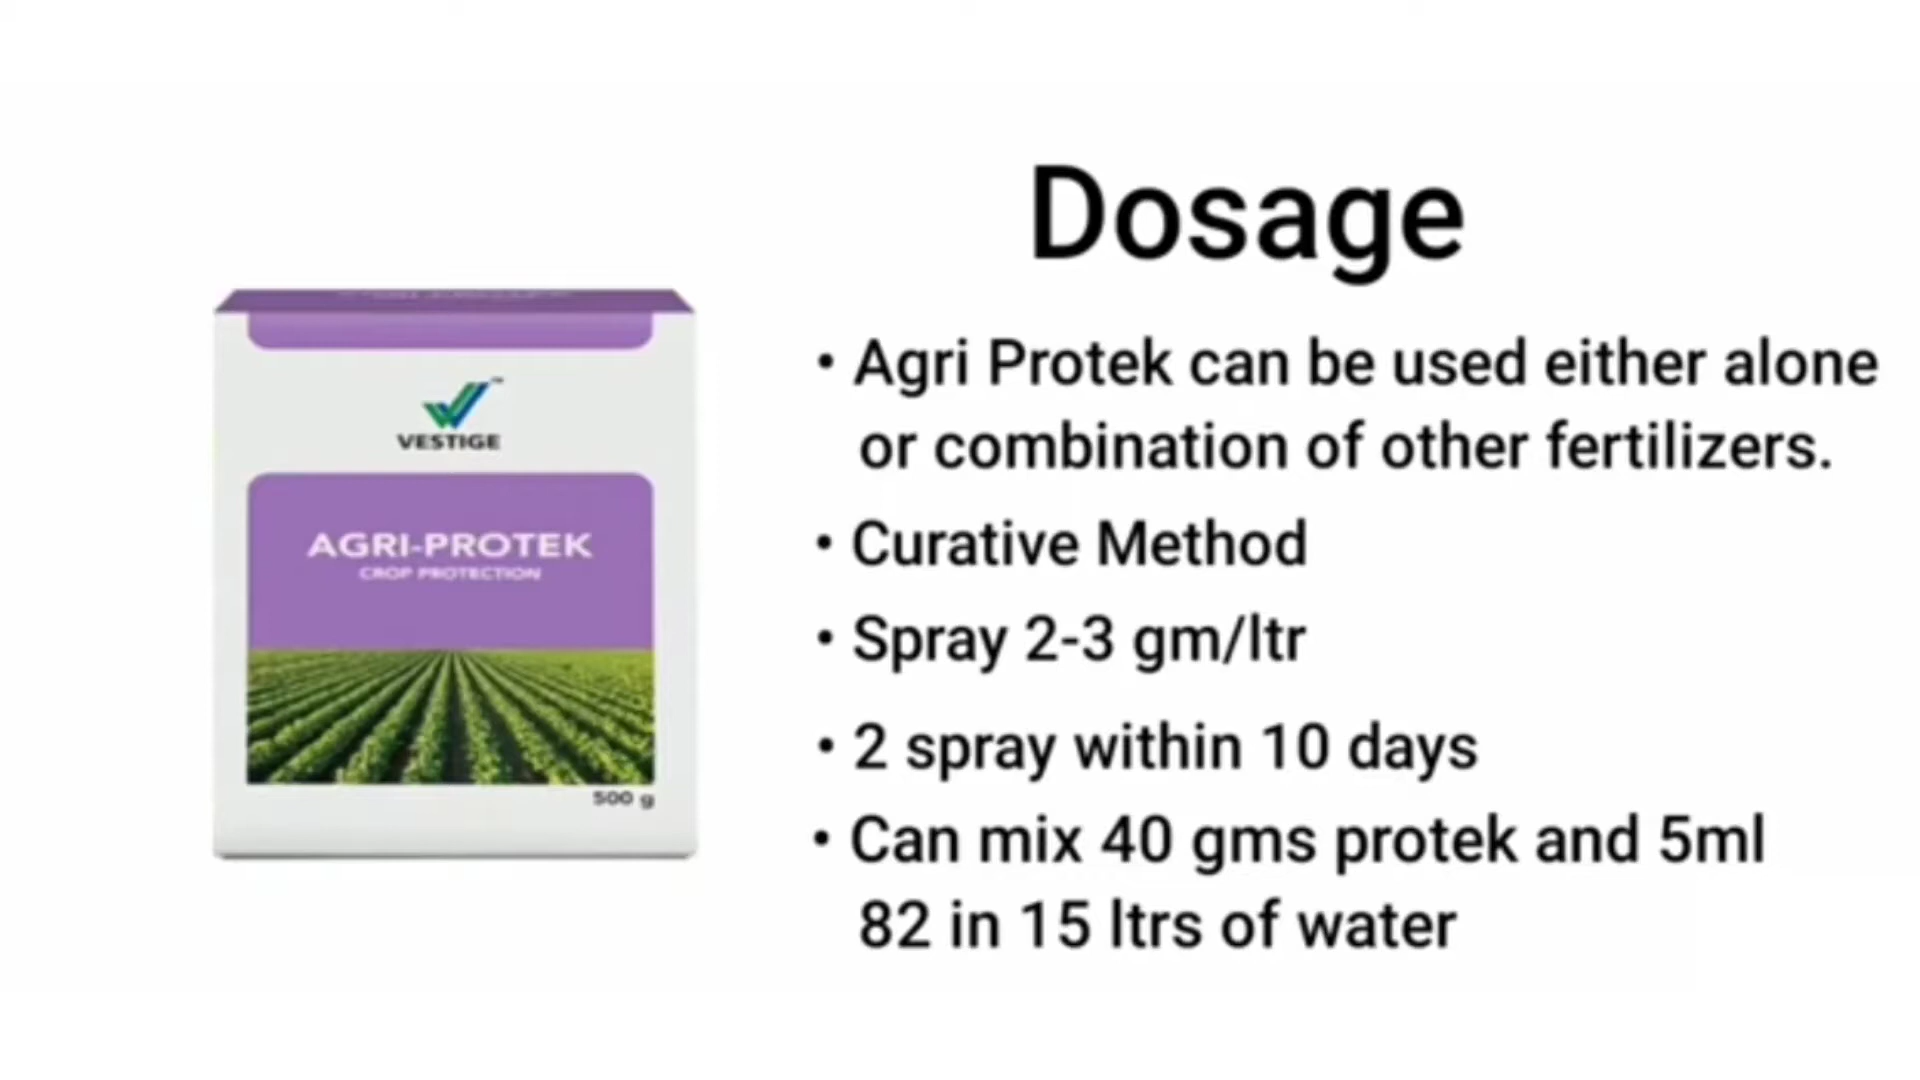 Dosage
• Agri Protek can be used either alone
or combination of other fertilizers.
• Curative Method
• Spray 2-3 gm/ltr
• 2 spray within 10 days
• Can mix 40 gms protek and 5ml
82 in 15 ltrs of water
VESTIGE
AGRI-PROTEK
CROP PROTECTION
500 g